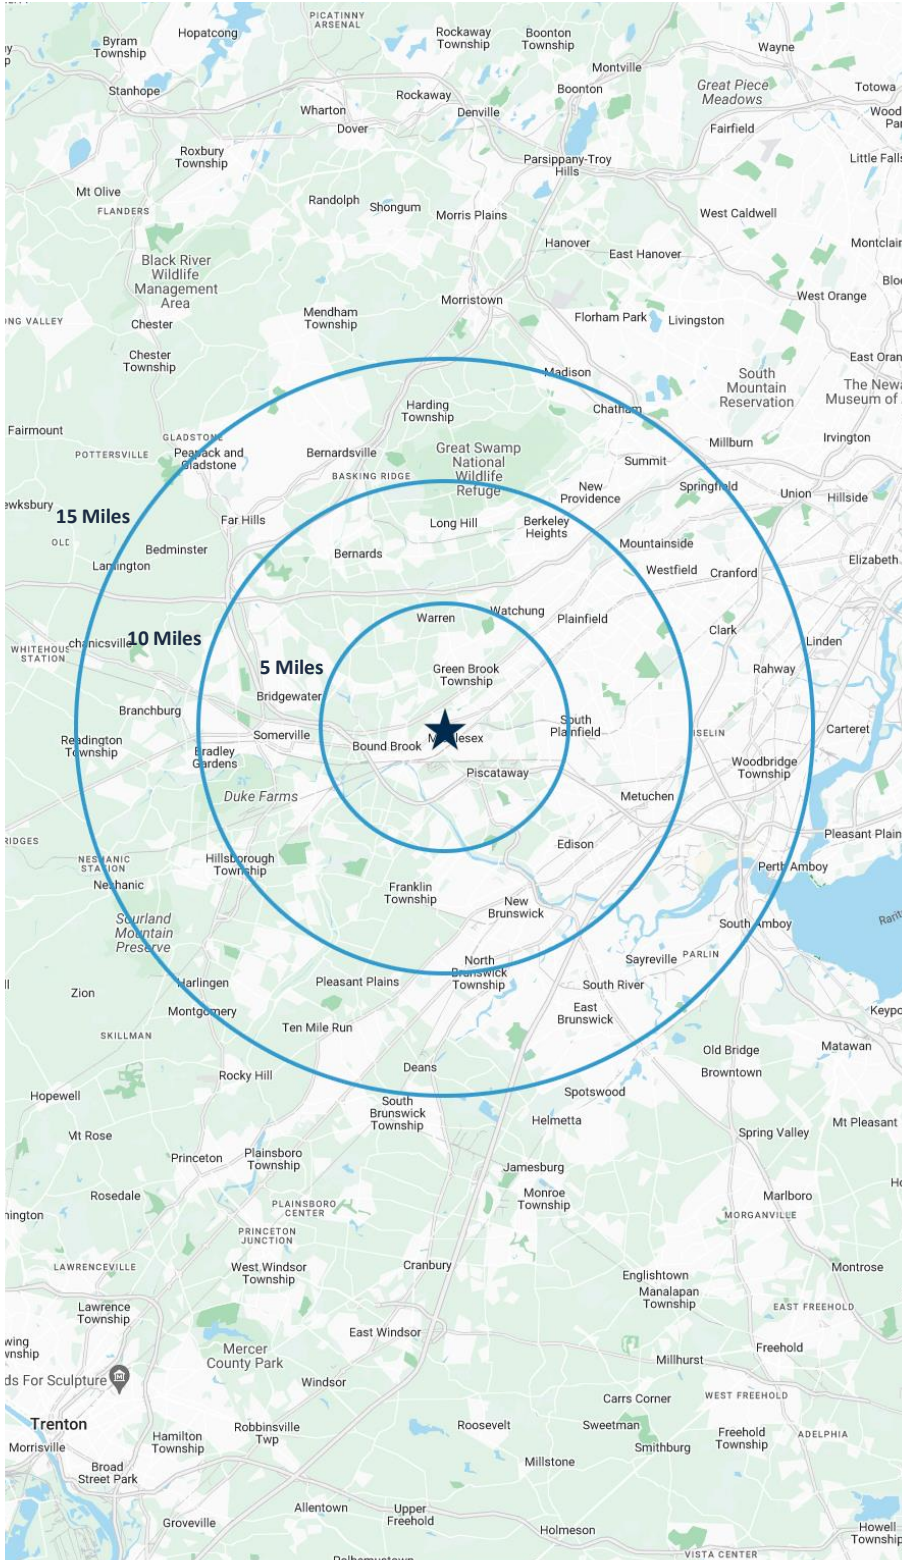 PICATINNY
ARSENAL
Hopatcong
Byram
Township
Rockaway
Township
Boonton
Township
Wayne
Montville
Stanhope
Rockaway
Boonton
Great Piece
Meadows
Totowa
Wharton
Denville
Dover
Fairfield
Roxbury
Township
Parsippany-Troy
Hills
Little Falls
Mt Olive
FLANDERS
Randolph
Shongum
Morris Plains
West Caldwell
Hanover
East Hanover
Montclair
Black River
Wildlife
Management
Area
Morristown
West Orange
Mendham
Township
Florham Park
Livingston
Chester
Chester
Township
Madison
South
Mountain
Reservation
Harding
Township
Chatham
Fairmount
GLADSTONE
Peapack and
Gladstone
POTTERSVILLE
Bernardsville
BASKING RIDGE
Great Swamp
National
Wildlife
Refuge
Millburn
Irvington
Summit
New
Providence
Springfield
Union
Hillside
15 Miles
Far Hills
Long Hill
Berkeley
Heights
Bedminster
Bernards
Mountainside
Lamington
Westfield
Cranford
Elizabeth
Warren
Watchung
Plainfield
Clark
10 Miles
Linden
5 Miles
Green Brook
Township
Rahway
Bridgewater
Branchburg
Somerville
Bound Brook
South
Plainfield
Carteret
Readington
Township
Bradley
Gardens
Piscataway
Woodbridge
Township
Duke Farms
Metuchen
Pleasant Plain
Edison
NESHANIC
STATION
Neshanic
Hillsborough
Township
Franklin
Township
Perth Amboy
New
Brunswick
Sourland
Mountain
Preserve
South Amboy
North
Brunswick
Township
Sayreville
PARLIN
Harlingen
Pleasant Plains
South River
Zion
Montgomery
East
Brunswick
Ten Mile Run
SKILLMAN
Matawan
Old Bridge
Browntown
Deans
Rocky Hill
Hopewell
Spotswood
South
Brunswick
Township
Helmetta
Mt Pleasant
Mt Rose
Spring Valley
Princeton
Plainsboro
Township
Jamesburg
Rosedale
Monroe
Township
Marlboro
PLAINSBORO
CENTER
MORGANVILLE
PRINCETON
JUNCTION
LAWRENCEVILLE
West Windsor
Township
Cranbury
Englishtown
Montrose
Manalapan
Township
Lawrence
Township
EAST FREEHOLD
East Windsor
Freehold
Mercer
County Park
Millhurst
ds For Sculpture
Windsor
Carrs Corner
WEST FREEHOLD
Trenton
Roosevelt
Sweetman
Robbinsville
Twp
Hamilton
Township
Freehold
Township
ADELPHIA
Morrisville
Smithburg
Millstone
Broad
Street Park
Allentown
Upper
Freehold
Groveville
Holmeson
Howell
Township
VISTA CENTER